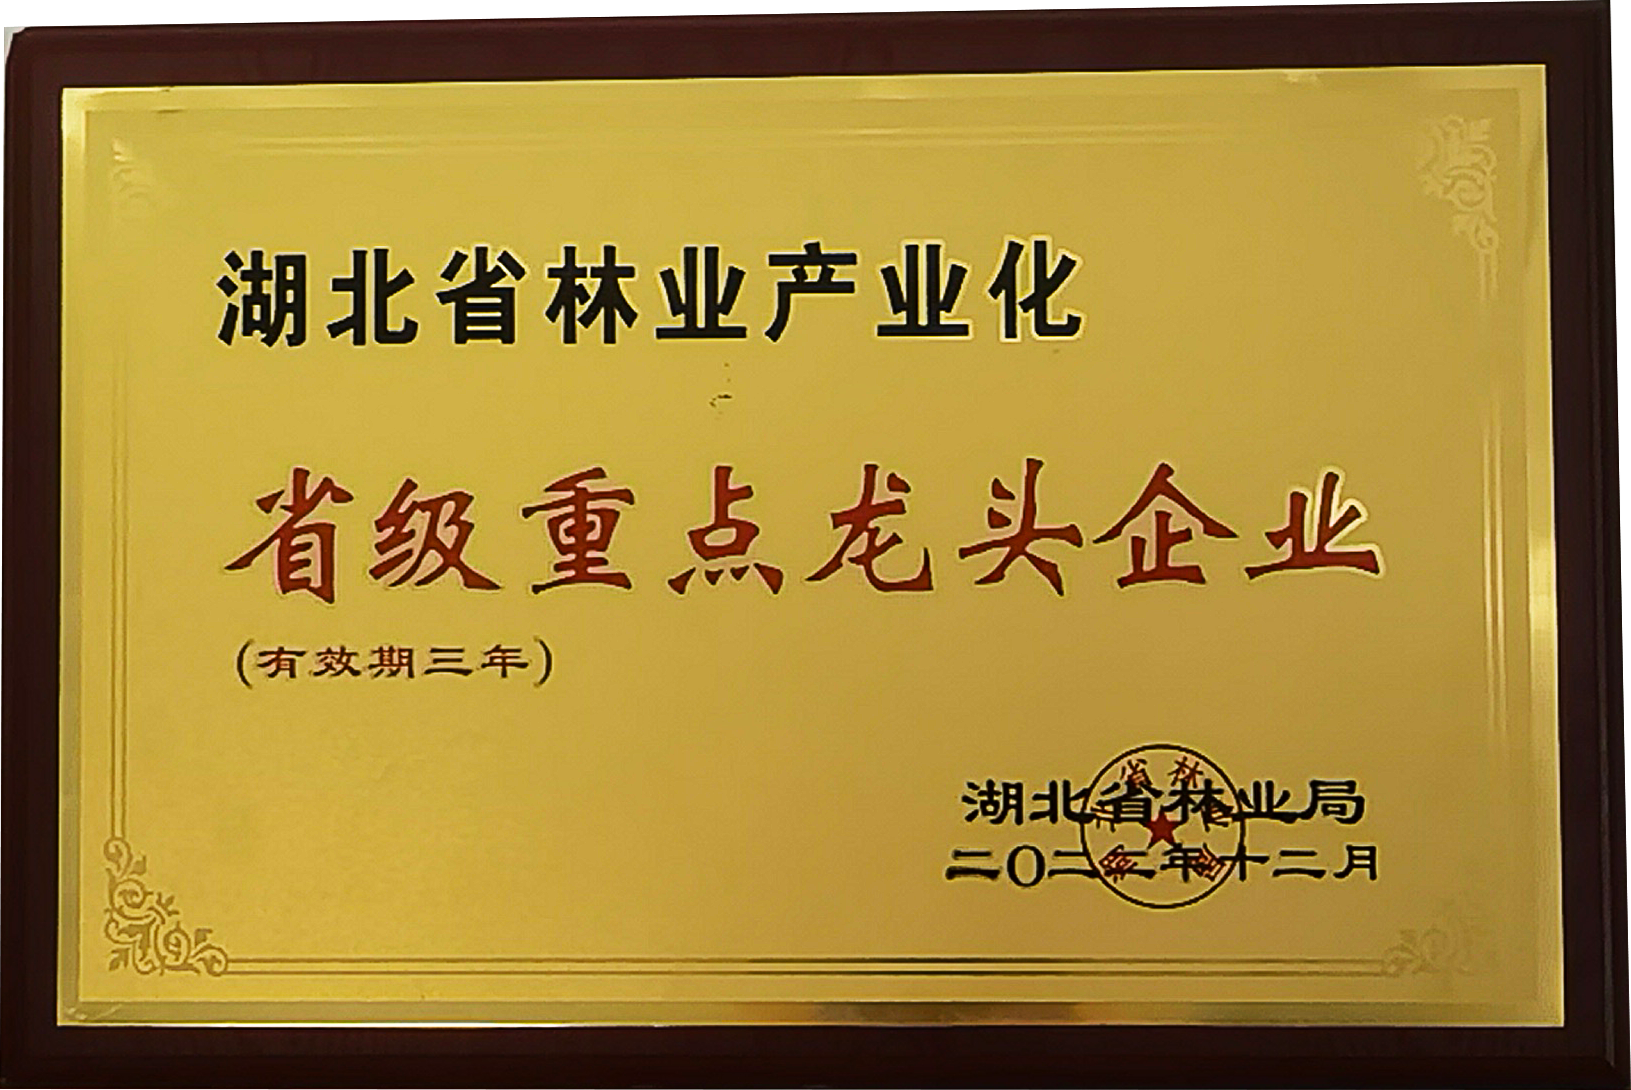 湖北省林业产业化
省级重点龙头企业
(有效期三年)
湖北省林业局
二〇二二年十二月